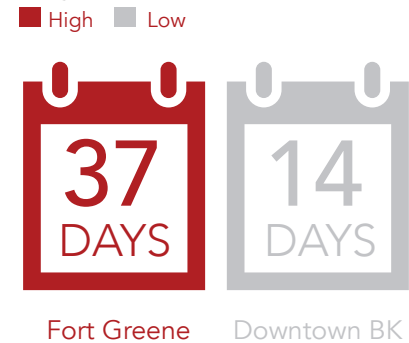 High Low
37 14
DAYS DAYS
Fort Greene Downtown BK